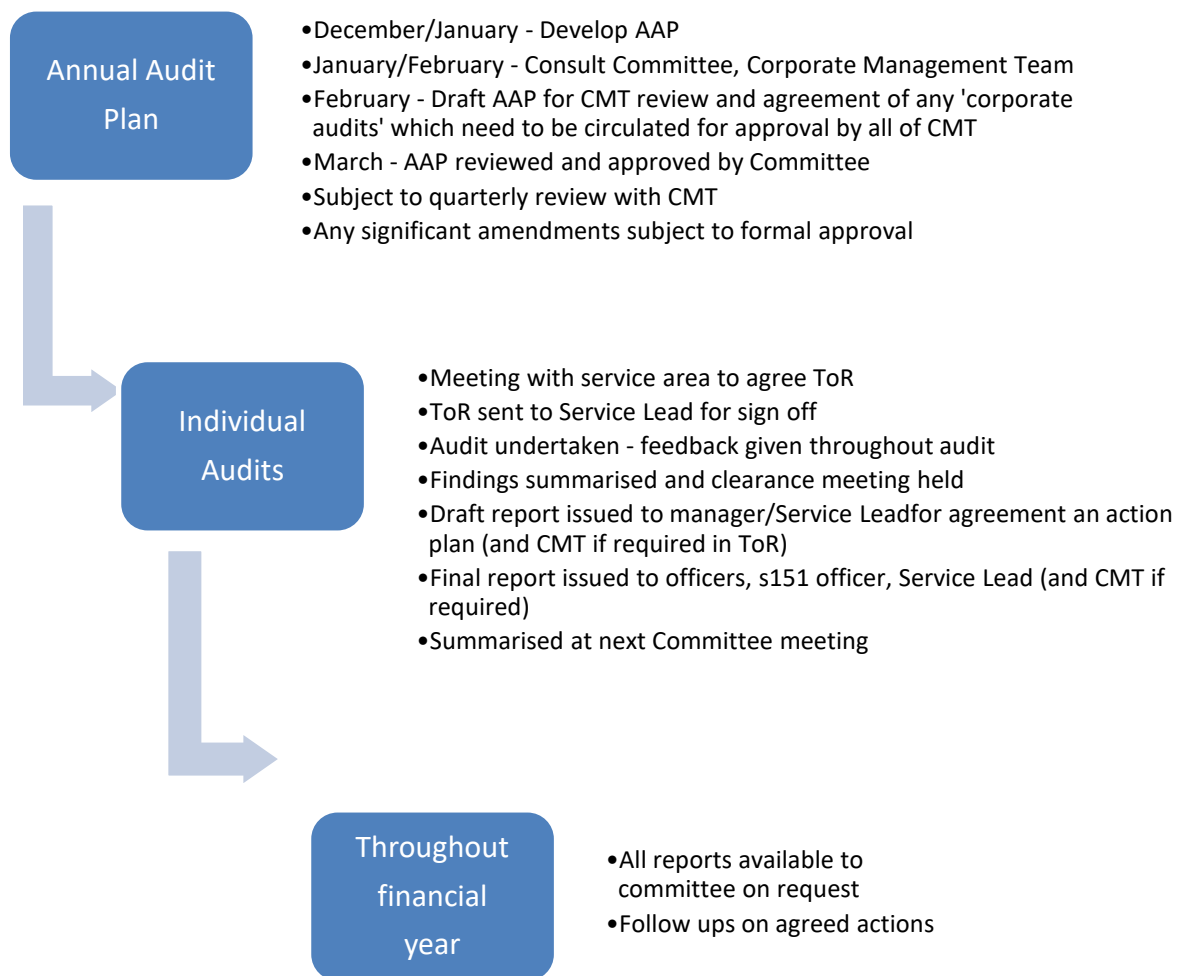 Annual Audit
Plan
•December/January - Develop AAP
•January/February - Consult Committee, Corporate Management Team
•February - Draft AAP for CMT review and agreement of any 'corporate
audits' which need to be circulated for approval by all of CMT
•March - AAP reviewed and approved by Committee
•Subject to quarterly review with CMT
•Any significant amendments subject to formal approval
Individual
Audits
•Meeting with service area to agree ToR
•ToR sent to Service Lead for sign off
•Audit undertaken - feedback given throughout audit
•Findings summarised and clearance meeting held
•Draft report issued to manager/Service Leadfor agreement an action
plan (and CMT if required in ToR)
•Final report issued to officers, s151 officer, Service Lead (and CMT if
required)
•Summarised at next Committee meeting
Throughout
financial
year
•All reports available to
committee on request
•Follow ups on agreed actions